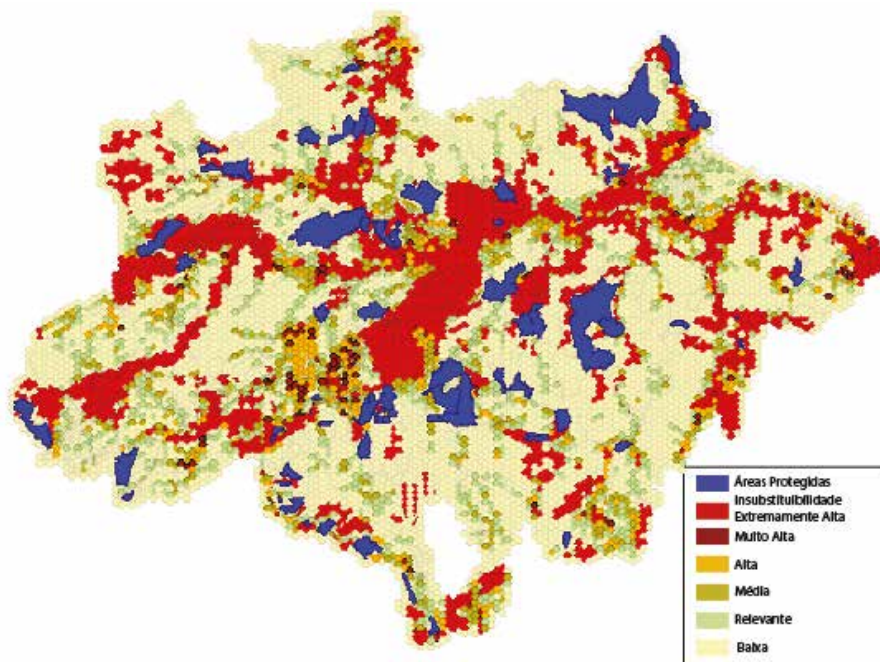 Áreas Protegidas
Insubstituibilidade
Extremamente Alta
Muito Alta
Alta
Média
Relevante
Baixa